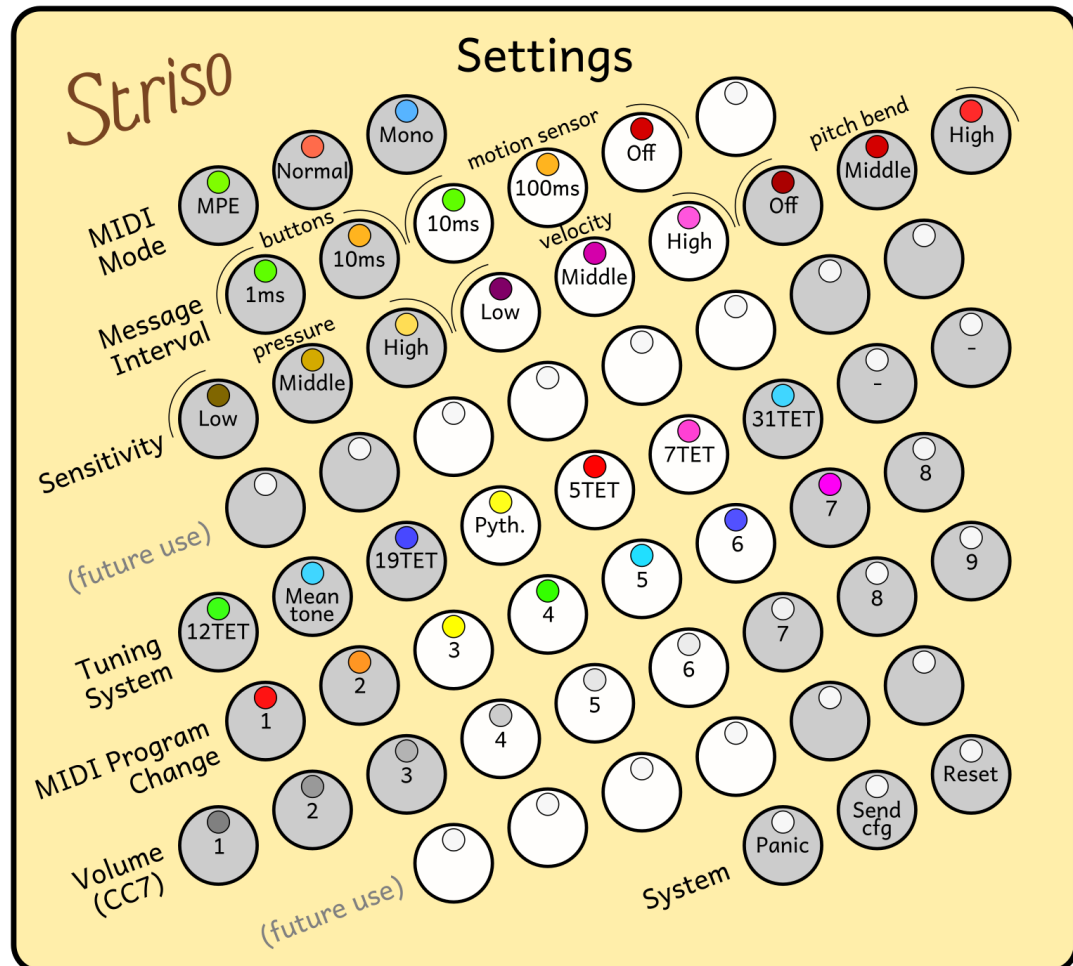 Settings
Striso
MIDI
Mode
MPE
Normal
Mono
Message
Interval
buttons
1ms
10ms
motion sensor
10ms
100ms
Off
Sensitivity
pressure
Low
Middle
High
velocity
Low
Middle
High
pitch bend
Off
Middle
High
(future use)
Tuning
System
12TET
Mean
tone
19TET
Pyth.
5TET
7TET
31TET
-
-
MIDI Program
Change
1
2
3
4
5
6
7
8
Volume
(CC7)
1
2
3
4
5
6
7
8
9
(future use)
System
Panic
Send
cfg
Reset